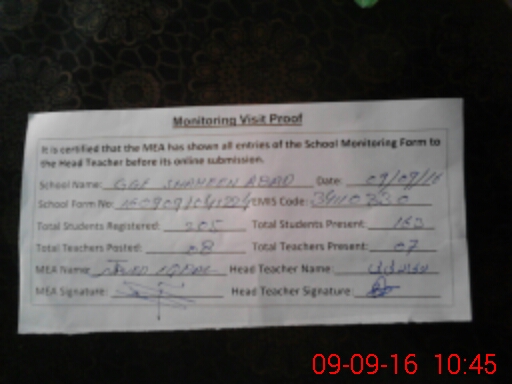 Monitoring Visit Proof
It is certified that the MEA has shown all entries of the School Monitoring Form to
the Head Teacher before its online submission.
School Name: GGE SHAHEEN ABAD Date: 09/09/16
School Form No: EMIS Code:
Total Students Registered: 205 Total Students Present: 163
Total Teachers Posted: 08 Total Teachers Present: 07
MEA Name: Head Teacher Name:
MEA Signature: Head Teacher Signature:
09-09-16 10:45